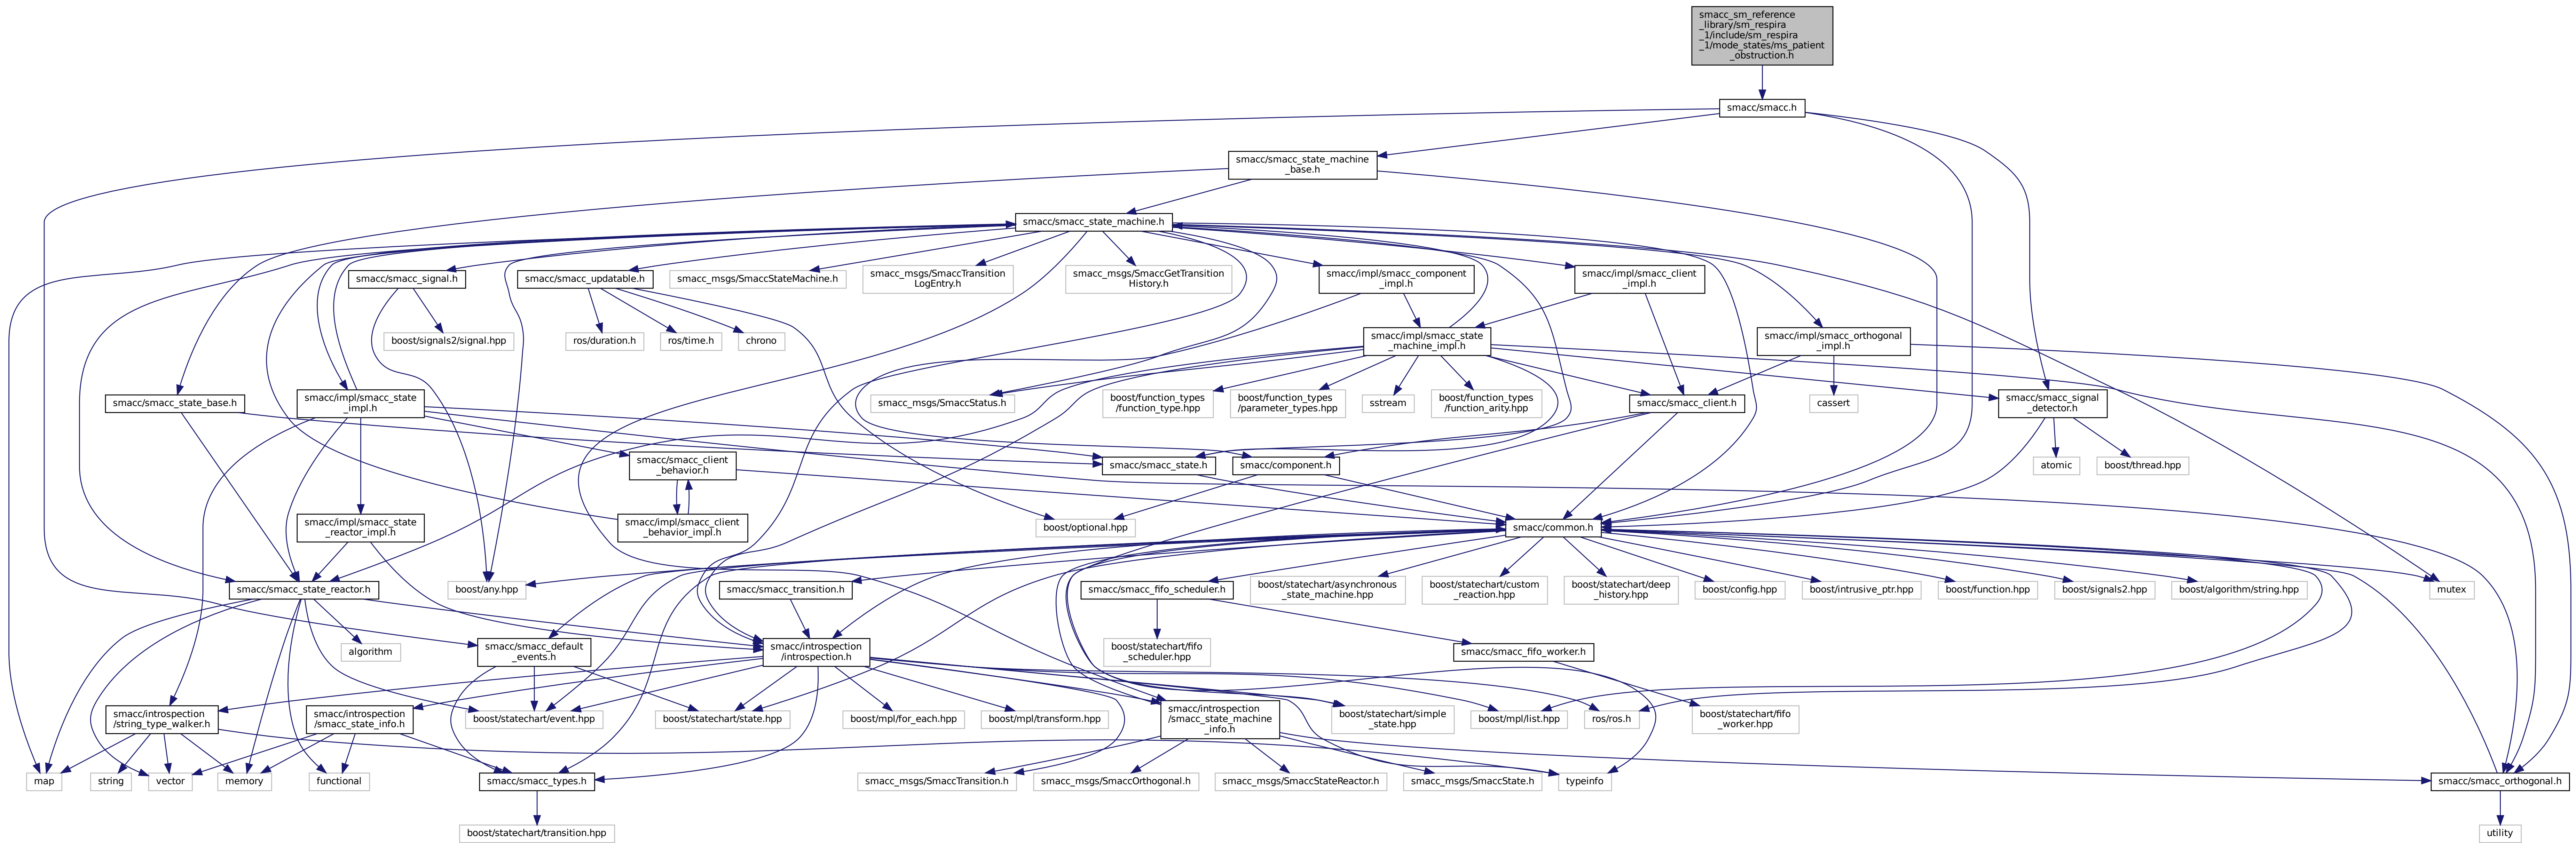 smacc_sm_reference
_library/sm_respira
_1/include/sm_respira
_1/mode_states/ms_patient
_obstruction.h
smacc/smacc.h
smacc/smacc_state_machine
_base.h
smacc/smacc_state_machine.h
smacc/smacc_signal.h
smacc/smacc_updatable.h
smacc_msgs/SmaccStateMachine.h
smacc_msgs/SmaccTransition
LogEntry.h
smacc_msgs/SmaccGetTransition
History.h
smacc/impl/smacc_component
_impl.h
smacc/impl/smacc_client
_impl.h
boost/signals2/signal.hpp
ros/duration.h
ros/time.h
chrono
smacc/impl/smacc_state
_machine_impl.h
smacc/impl/smacc_orthogonal
_impl.h
smacc/smacc_state_base.h
smacc/impl/smacc_state
_impl.h
smacc_msgs/SmaccStatus.h
boost/function_types
/function_type.hpp
boost/function_types
/parameter_types.hpp
sstream
boost/function_types
/function_arity.hpp
smacc/smacc_client.h
cassert
smacc/smacc_signal
_detector.h
smacc/smacc_client
_behavior.h
smacc/smacc_state.h
smacc/component.h
atomic
boost/thread.hpp
smacc/impl/smacc_state
_reactor_impl.h
smacc/impl/smacc_client
_behavior_impl.h
boost/optional.hpp
smacc/common.h
smacc/smacc_state_reactor.h
boost/any.hpp
smacc/smacc_transition.h
smacc/smacc_fifo_scheduler.h
boost/statechart/asynchronous
_state_machine.hpp
boost/statechart/custom
_reaction.hpp
boost/statechart/deep
_history.hpp
boost/config.hpp
boost/intrusive_ptr.hpp
boost/function.hpp
boost/signals2.hpp
boost/algorithm/string.hpp
mutex
algorithm
smacc/smacc_default
_events.h
smacc/introspection
/introspection.h
boost/statechart/fifo
_scheduler.hpp
smacc/smacc_fifo_worker.h
smacc/introspection
/string_type_walker.h
smacc/introspection
/smacc_state_info.h
boost/statechart/event.hpp
boost/statechart/state.hpp
boost/mpl/for_each.hpp
boost/mpl/transform.hpp
smacc/introspection
/smacc_state_machine
_info.h
boost/statechart/simple
_state.hpp
boost/mpl/list.hpp
ros/ros.h
boost/statechart/fifo
_worker.hpp
map
string
vector
memory
functional
smacc/smacc_types.h
smacc_msgs/SmaccTransition.h
smacc_msgs/SmaccOrthogonal.h
smacc_msgs/SmaccStateReactor.h
smacc_msgs/SmaccState.h
typeinfo
smacc/smacc_orthogonal.h
boost/statechart/transition.hpp
utility